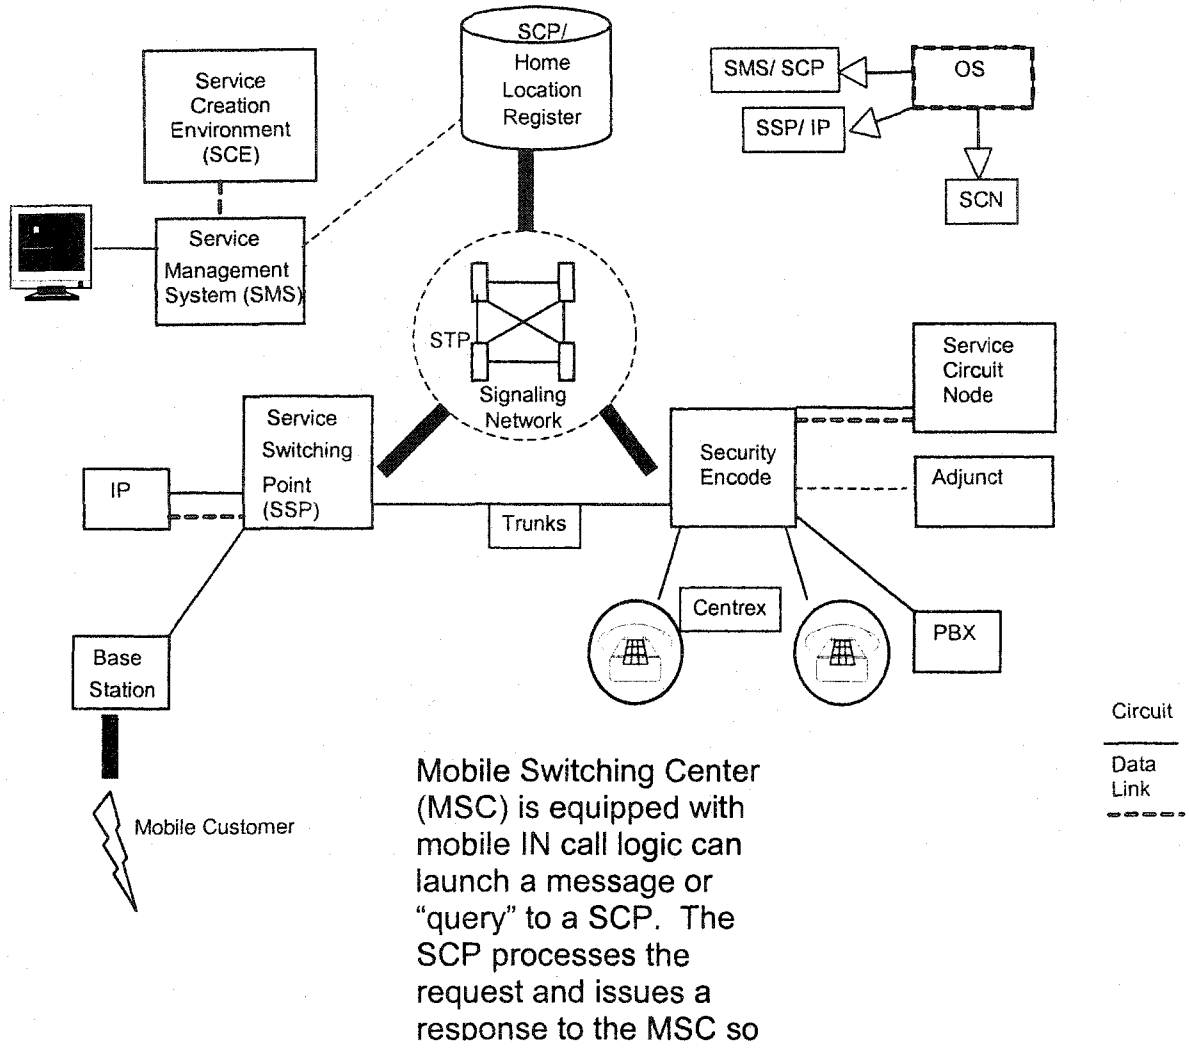 SCP/
Home
Location
Register
Service
Creation
Environment
(SCE)
SMS/ SCP
OS
SSP/ IP
SCN
Service
Management
System (SMS)
STP
Signaling
Network
Service
Switching
Point
(SSP)
IP
Trunks
Security
Encode
Service
Circuit
Node
Adjunct
Centrex
PBX
Base
Station
Mobile Customer
Circuit
Data
Link
Mobile Switching Center
(MSC) is equipped with
mobile IN call logic can
launch a message or
“query” to a SCP. The
SCP processes the
request and issues a
response to the MSC so